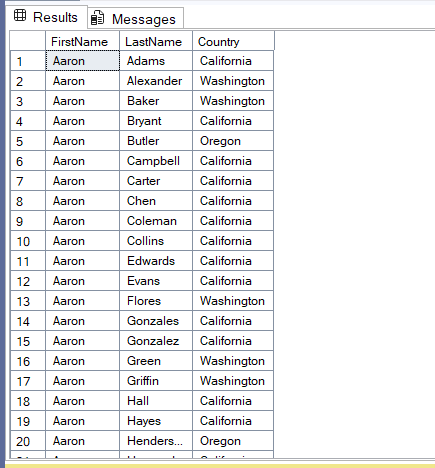 Results Messages
FirstName LastName Country
1 Aaron Adams California
2 Aaron Alexander Washington
3 Aaron Baker Washington
4 Aaron Bryant California
5 Aaron Butler Oregon
6 Aaron Campbell California
7 Aaron Carter California
8 Aaron Chen California
9 Aaron Coleman California
10 Aaron Collins California
11 Aaron Edwards California
12 Aaron Evans California
13 Aaron Flores Washington
14 Aaron Gonzales California
15 Aaron Gonzalez California
16 Aaron Green Washington
17 Aaron Griffin Washington
18 Aaron Hall California
19 Aaron Hayes California
20 Aaron Henders... Oregon